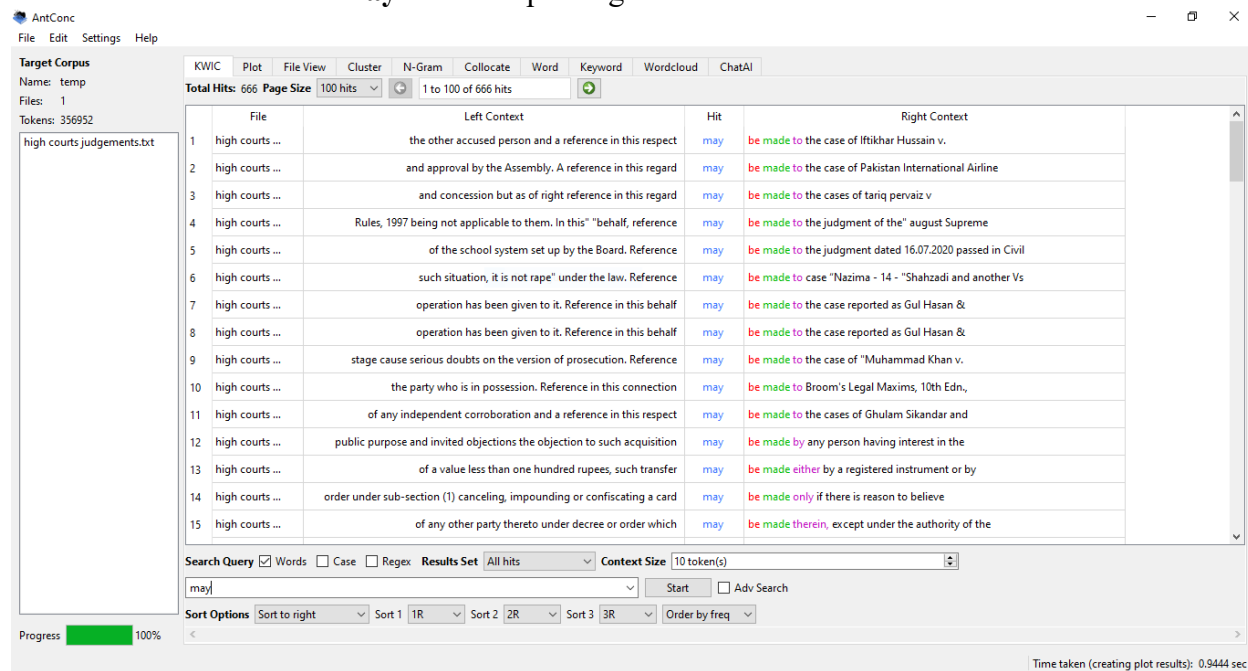 AntConc
File Edit Settings Help
Target Corpus
Name: temp
Files: 1
Tokens: 356952
high courts judgements.txt
Progress 100%
KWIC Plot File View Cluster N-Gram Collocate Word Keyword Wordcloud ChatAI
Total Hits: 666 Page Size 100 hits 1 to 100 of 666 hits
File Left Context Hit Right Context
1 high courts ... the other accused person and a reference in this respect may be made to the case of Iftikhar Hussain v.
2 high courts ... and approval by the Assembly. A reference in this regard may be made to the case of Pakistan International Airline
3 high courts ... and concession but as of right reference in this regard may be made to the cases of tariq pervaiz v
4 high courts ... Rules, 1997 being not applicable to them. In this" "behalf, reference may be made to the judgment of the" august Supreme
5 high courts ... of the school system set up by the Board. Reference may be made to the judgment dated 16.07.2020 passed in Civil
6 high courts ... such situation, it is not rape" under the law. Reference may be made to case "Nazima - 14 - "Shahzadi and another Vs
7 high courts ... operation has been given to it. Reference in this behalf may be made to the case reported as Gul Hasan &
8 high courts ... operation has been given to it. Reference in this behalf may be made to the case reported as Gul Hasan &
9 high courts ... stage cause serious doubts on the version of prosecution. Reference may be made to the case of "Muhammad Khan v.
10 high courts ... the party who is in possession. Reference in this connection may be made to Broom's Legal Maxims, 10th Edn.,
11 high courts ... of any independent corroboration and a reference in this respect may be made to the cases of Ghulam Sikandar and
12 high courts ... public purpose and invited objections the objection to such acquisition may be made by any person having interest in the
13 high courts ... of a value less than one hundred rupees, such transfer may be made either by a registered instrument or by
14 high courts ... order under sub-section (1) canceling, impounding or confiscating a card may be made only if there is reason to believe
15 high courts ... of any other party thereto under decree or order which may be made therein, except under the authority of the
Search Query Words Case Regex Results Set All hits Context Size 10 token(s)
may
Start Adv Search
Sort Options Sort to right Sort 1 1R Sort 2 2R Sort 3 3R Order by freq
Time taken (creating plot results): 0.9444 sec